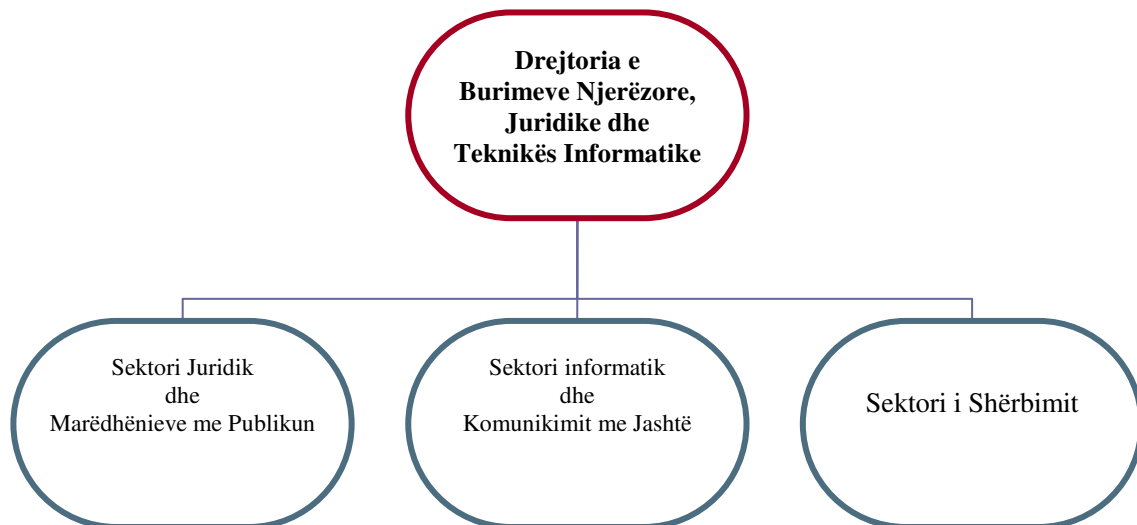 Drejtoria e
Burimeve Njerëzore,
Juridike dhe
Teknikës Informatike
Sektori Juridik
dhe
Marëdhënieve me Publikun
Sektori informatik
dhe
Komunikimit me Jashtë
Sektori i Shërbimit